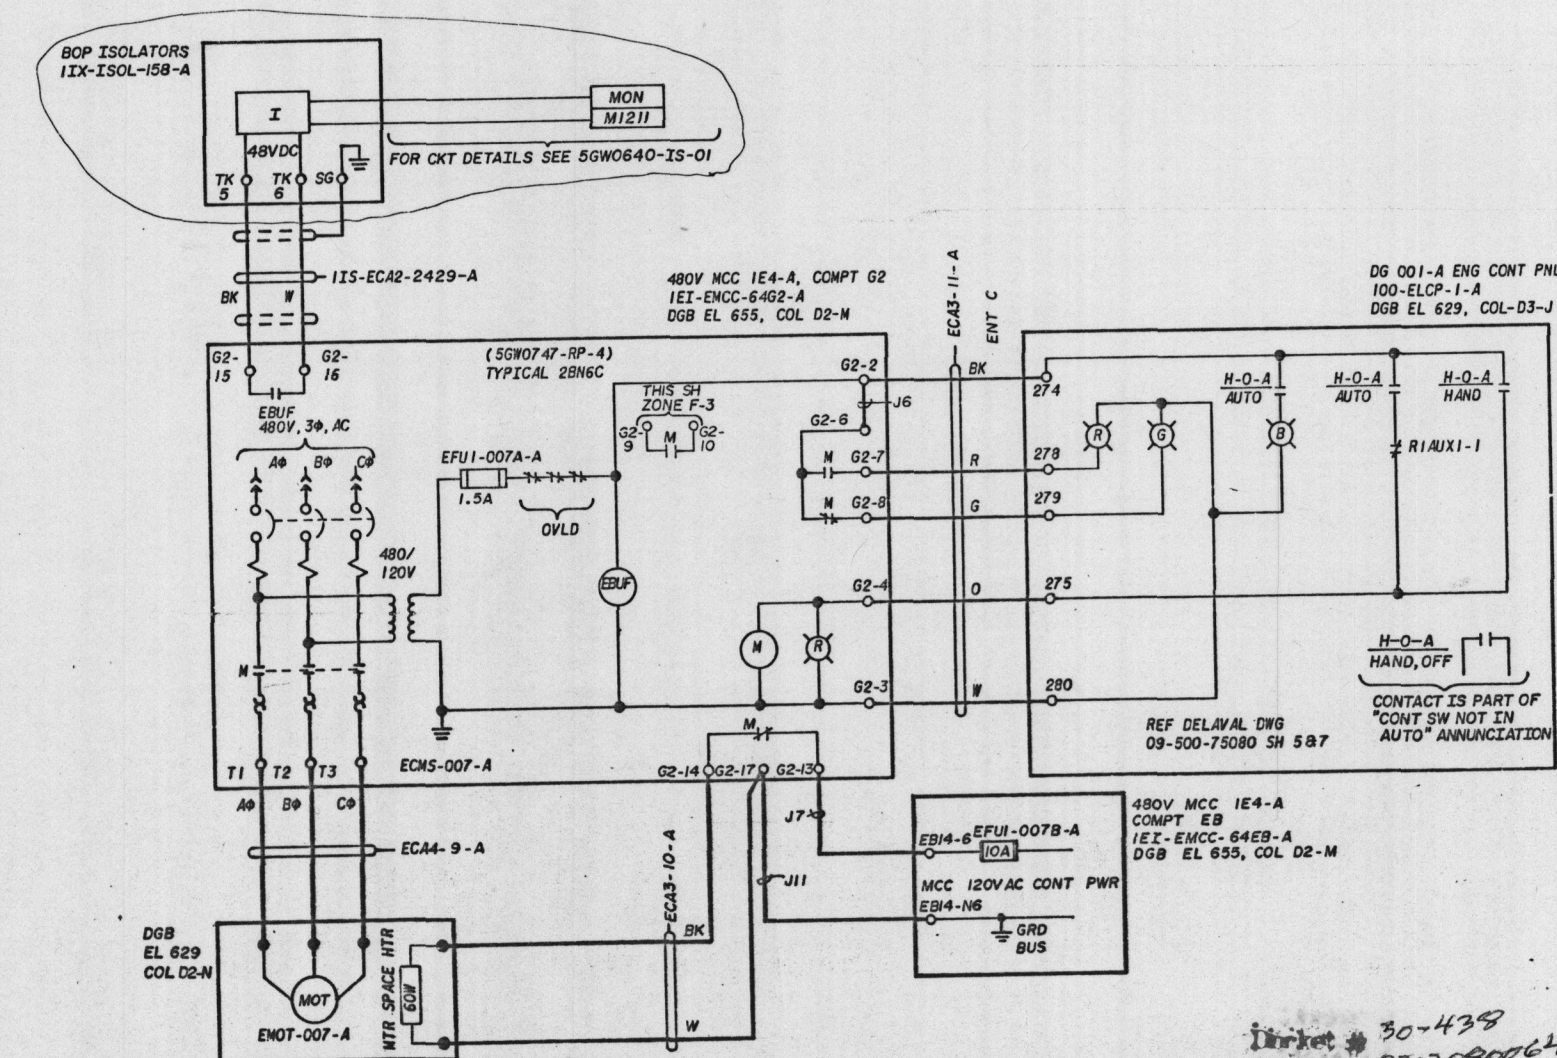 BOP ISOLATORS
1IX-ISOL-158-A
I
48VDC
TK
5
TK
6
SG
MON
M1211
FOR CKT DETAILS SEE 5GW0640-IS-01
1IS-ECA2-2429-A
BK
W
480V MCC 1E4-A, COMPT G2
1EI-EMCC-64G2-A
DGB EL 655, COL D2-M
ECA3-11-A
ENT C
DG 001-A ENG CONT PNL
100-ELCP-1-A
DGB EL 629, COL-D3-J
G2-
15
G2-
16
EBUF
480V, 3Φ, AC
AΦ
BΦ
CΦ
(5GW0747-RP-4)
TYPICAL 2BN6C
THIS SH
ZONE F-3
G2-
9
M
G2-
10
EFU1-007A-A
1.5A
OVLD
EBUF
480/
120V
M
G2-2
J6
G2-6
M
G2-7
M
G2-8
G2-4
M
R
G2-3
BK
R
G
O
W
274
278
279
275
280
R
G
H-O-A
AUTO
B
H-O-A
AUTO
H-O-A
HAND
R1AUX1-1
H-O-A
HAND, OFF
CONTACT IS PART OF
"CONT SW NOT IN
AUTO" ANNUNCIATION
REF DELAVAL DWG
09-500-75080 SH 5&7
M
G2-14
G2-17
G2-13
T1
T2
T3
ECMS-007-A
AΦ
BΦ
CΦ
ECA4-9-A
J7
J11
ECA3-10-A
BK
W
EB14-6
EFU1-007B-A
10A
MCC 120VAC CONT PWR
EB14-N6
GRD
BUS
480V MCC 1E4-A
COMPT EB
1EI-EMCC-64EB-A
DGB EL 655, COL D2-M
DGB
EL 629
COL D2-N
MOT
EMOT-007-A
MTR SPACE HTR
60W
Docket # 50-438